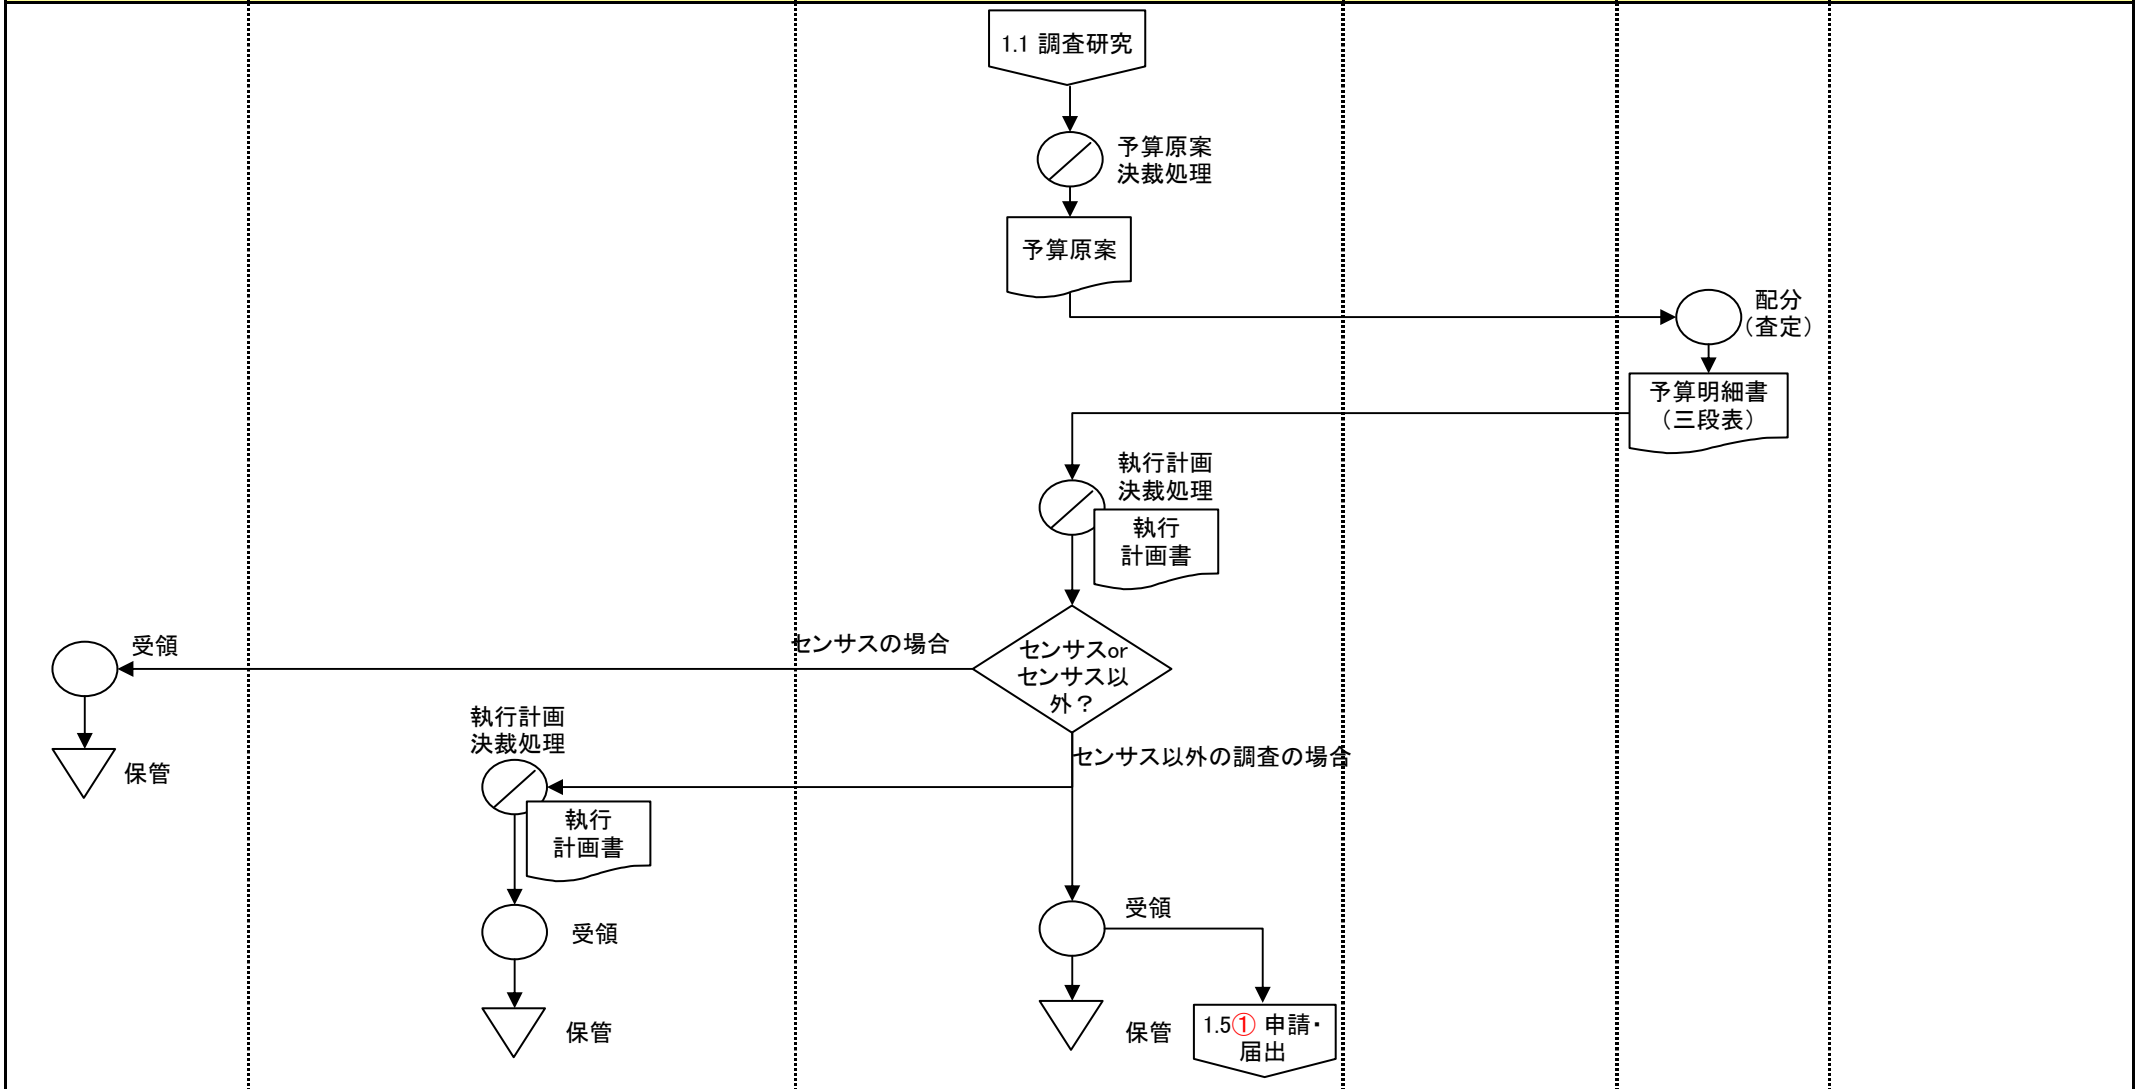 1.1 調査研究
予算原案
決裁処理
予算原案
配分
（査定）
予算明細書
（三段表）
執行計画
決裁処理
執行
計画書
受領
センサスの場合
センサスor
センサス以
外？
保管
執行計画
決裁処理
センサス以外の調査の場合
執行
計画書
受領
受領
保管
保管
1.5① 申請・
届出